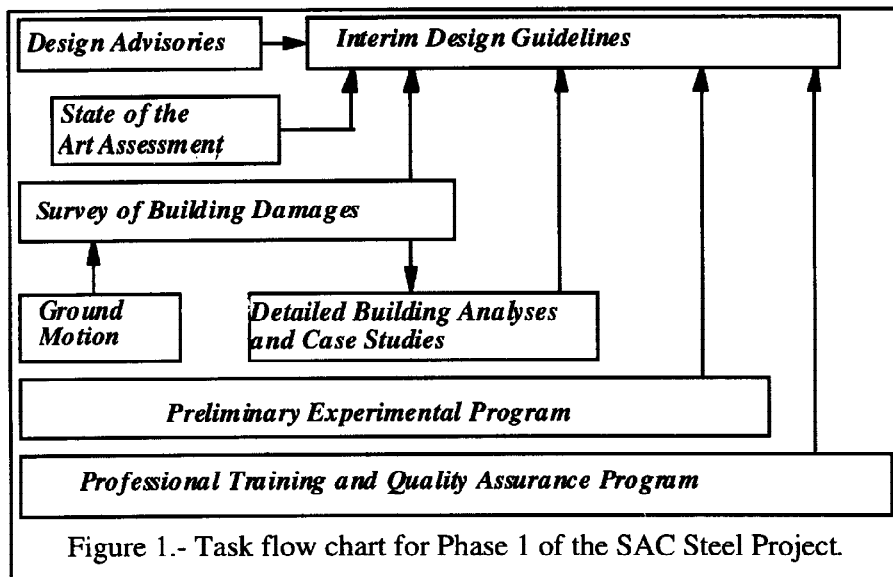 Design Advisories
Interim Design Guidelines
State of the
Art Assessment
Survey of Building Damages
Ground
Motion
Detailed Building Analyses
and Case Studies
Preliminary Experimental Program
Professional Training and Quality Assurance Program
Figure 1.- Task flow chart for Phase 1 of the SAC Steel Project.